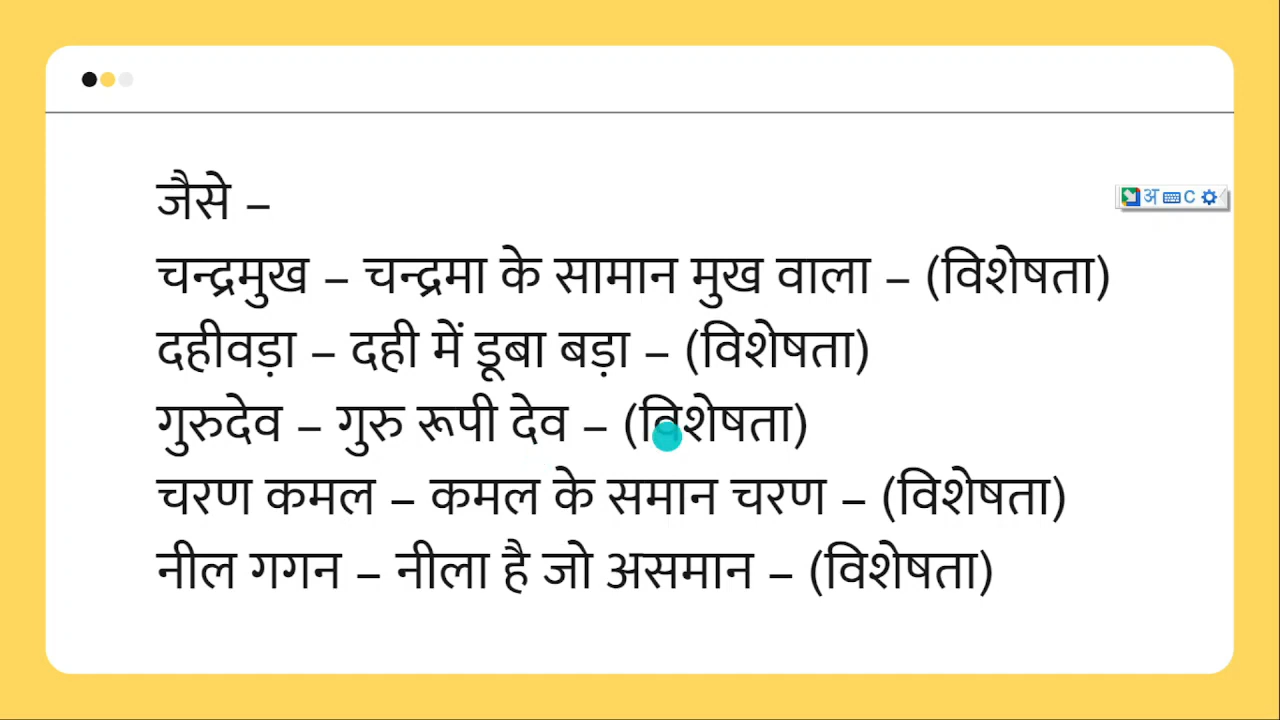 जैसे –
चन्द्रमुख – चन्द्रमा के सामान मुख वाला – (विशेषता)
दहीवड़ा – दही में डूबा बड़ा – (विशेषता)
गुरुदेव – गुरु रूपी देव – (विशेषता)
चरण कमल – कमल के समान चरण – (विशेषता)
नील गगन – नीला है जो असमान – (विशेषता)
अ C